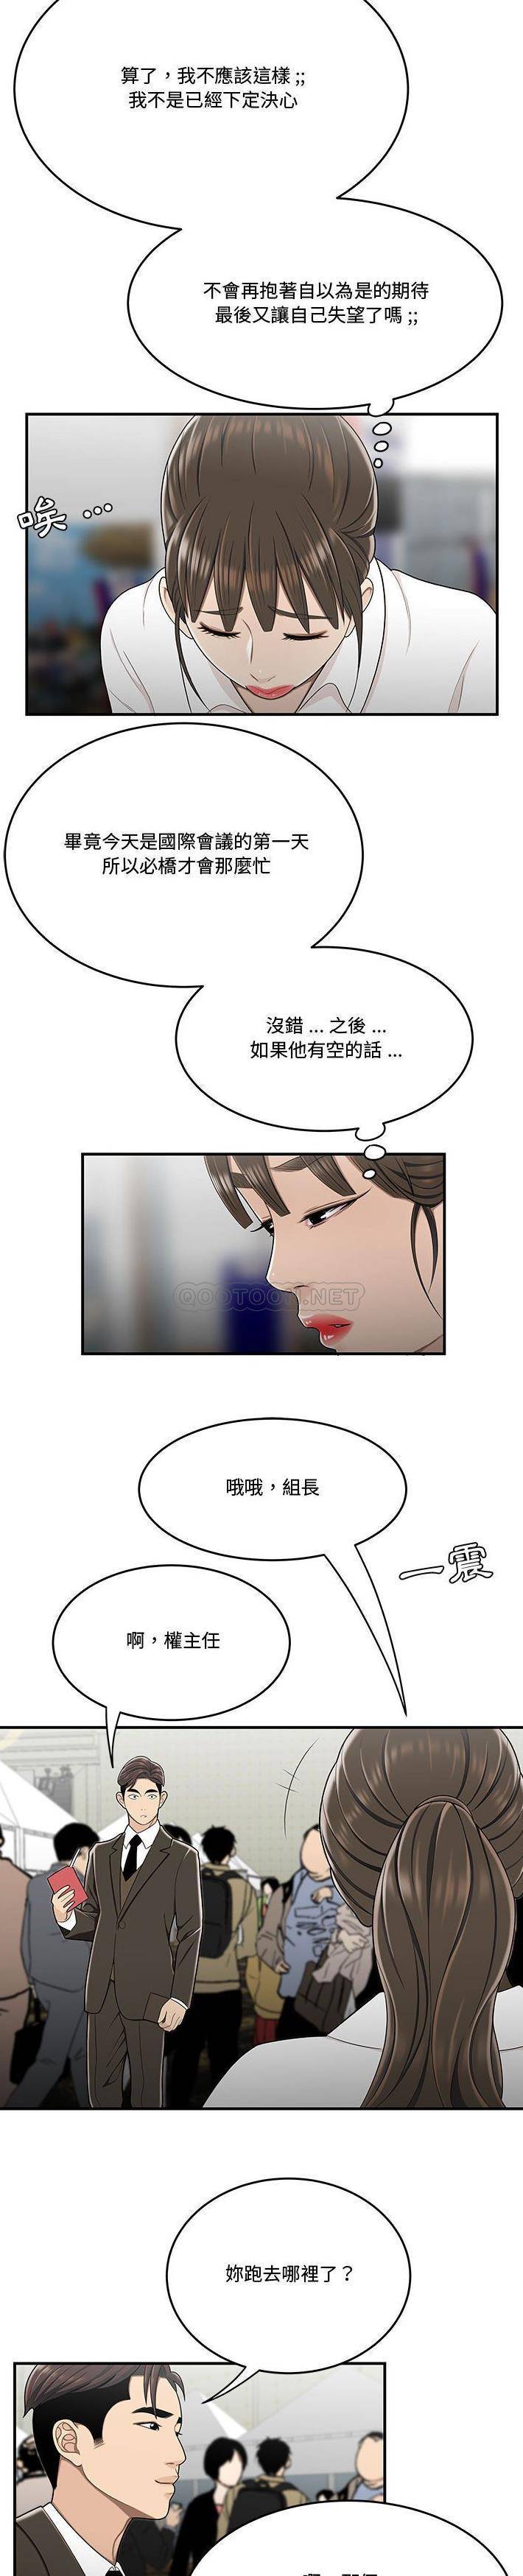 算了，我不應該這樣;;
我不是已經下定決心
不會再抱著自以為是的期待
最後又讓自己失望了嗎;;
唉...
畢竟今天是國際會議的第一天
所以必橋才會那麼忙
沒錯...之後...
如果他有空的話...
QOOTOON.NET
哦哦，組長
一震
啊，權主任
妳跑去哪裡了？